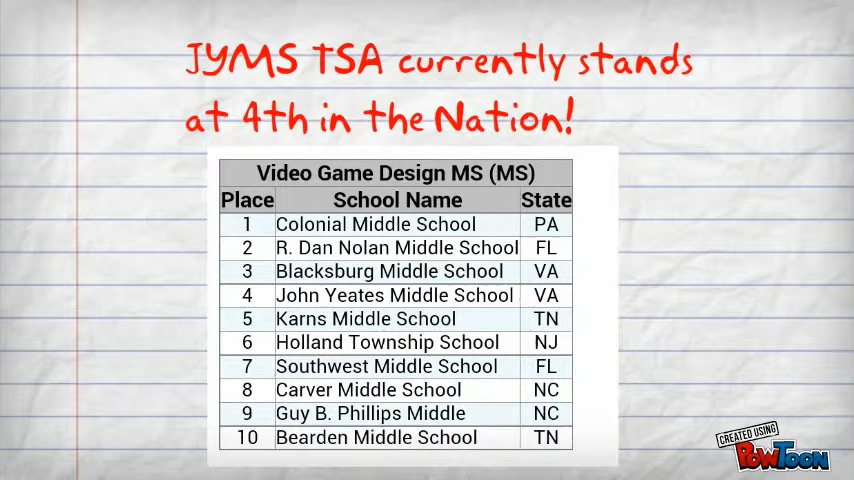 JYMS TSA currently stands
at 4th in the Nation!
Video Game Design MS (MS)
Place School Name State
1 Colonial Middle School PA
2 R. Dan Nolan Middle School FL
3 Blacksburg Middle School VA
4 John Yeates Middle School VA
5 Karns Middle School TN
6 Holland Township School NJ
7 Southwest Middle School FL
8 Carver Middle School NC
9 Guy B. Phillips Middle NC
10 Bearden Middle School TN
CREATED USING
POWTOON